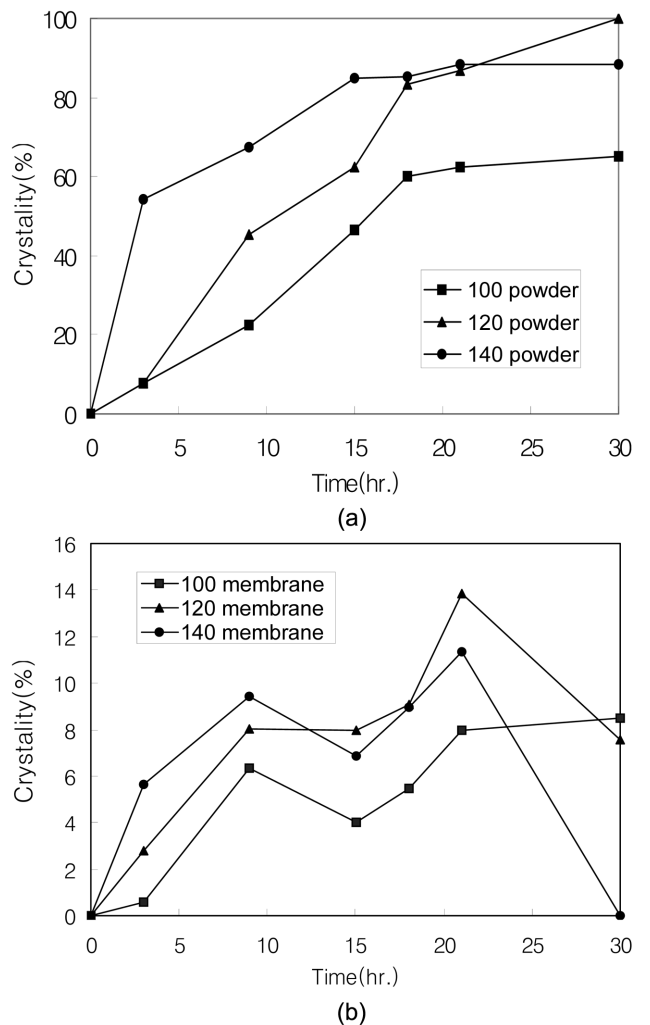 100
80
60
40
20
0
Crystality(%)
100 powder
120 powder
140 powder
0 5 10 15 20 25 30
Time(hr.)
(a)
16
14
12
10
8
6
4
2
0
Crystality(%)
100 membrane
120 membrane
140 membrane
0 5 10 15 20 25 30
Time(hr.)
(b)